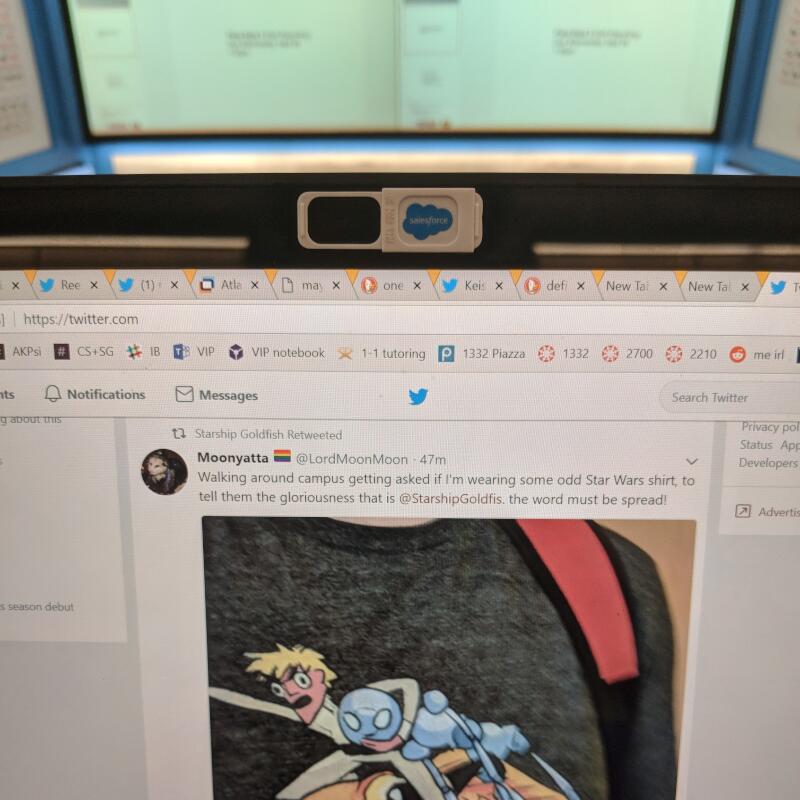 salesforce
Ree
(1)
Atla
may
one
Keis
defi
New Tal
New Tal
https://twitter.com
AKPsi
CS+SG
IB
VIP
VIP notebook
1-1 tutoring
1332 Piazza
1332
2700
2210
me irl
nts
Notifications
Messages
Search Twitter
g about this
s season debut
Starship Goldfish Retweeted
Moonyatta @LordMoonMoon · 47m
Walking around campus getting asked if I'm wearing some odd Star Wars shirt, to
tell them the gloriousness that is @StarshipGoldfis. the word must be spread!
Privacy pol
Status App
Developers
Advertis